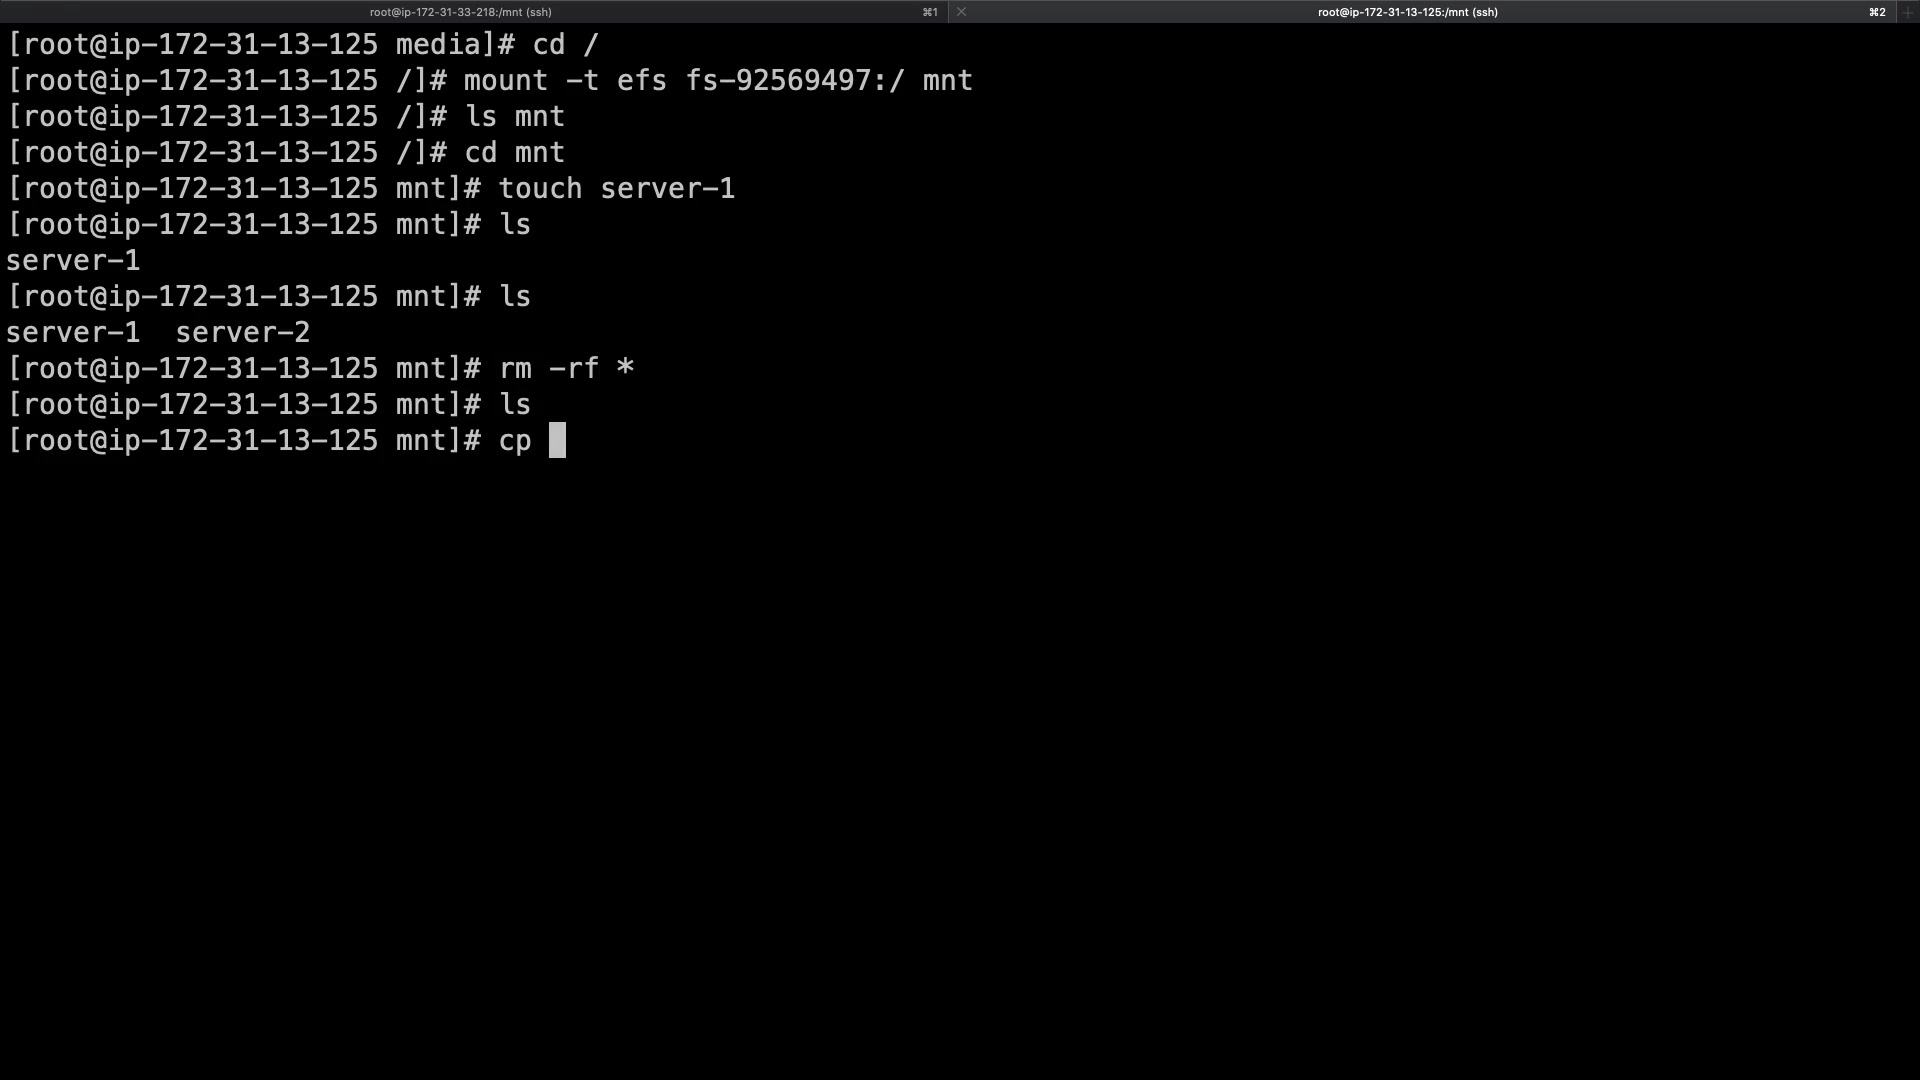 root@ip-172-31-33-218:/mnt (ssh) ⌘1 root@ip-172-31-13-125:/mnt (ssh) ⌘2
[root@ip-172-31-13-125 media]# cd /
[root@ip-172-31-13-125 /]# mount -t efs fs-92569497:/ mnt
[root@ip-172-31-13-125 /]# ls mnt
[root@ip-172-31-13-125 /]# cd mnt
[root@ip-172-31-13-125 mnt]# touch server-1
[root@ip-172-31-13-125 mnt]# ls
server-1
[root@ip-172-31-13-125 mnt]# ls
server-1  server-2
[root@ip-172-31-13-125 mnt]# rm -rf *
[root@ip-172-31-13-125 mnt]# ls
[root@ip-172-31-13-125 mnt]# cp